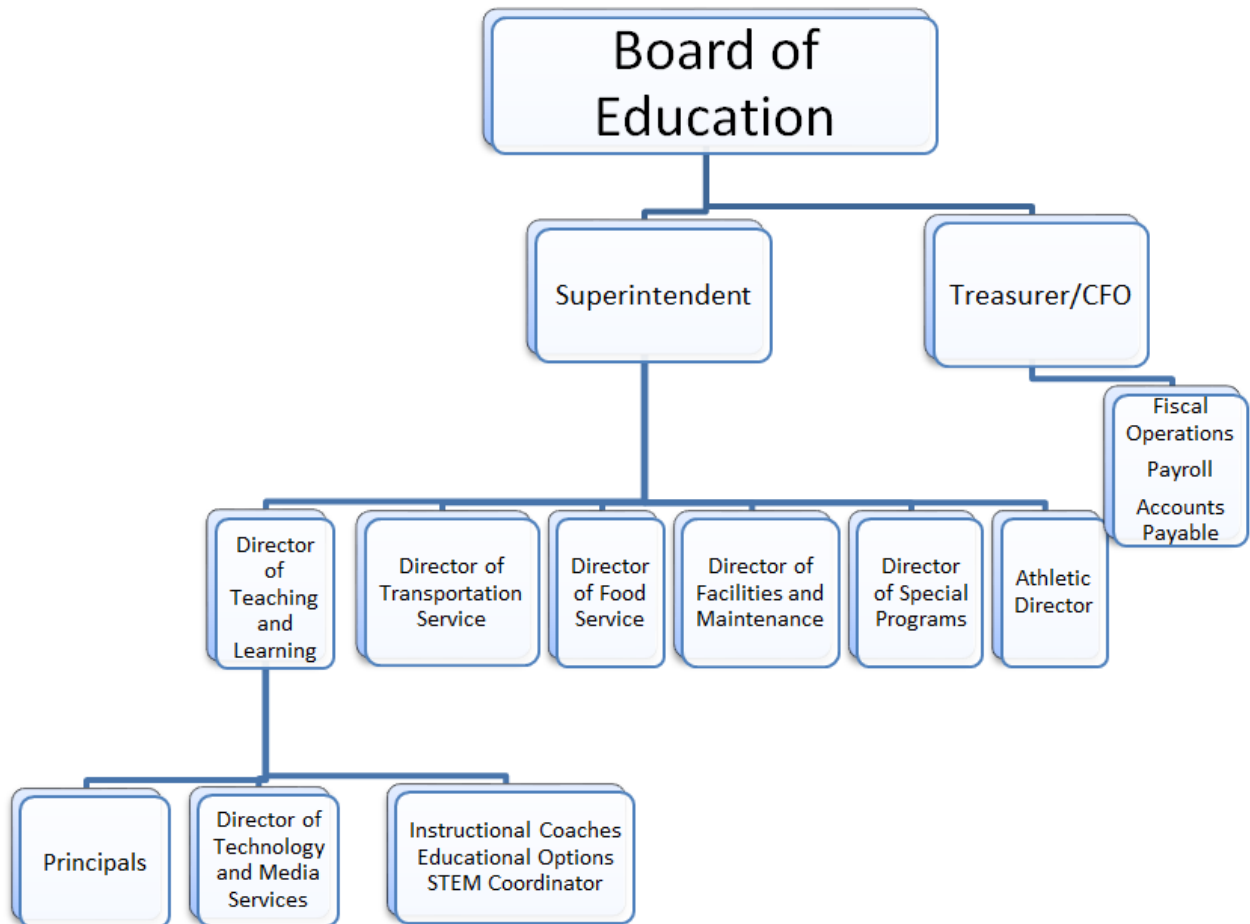 Board of
Education
Superintendent
Treasurer/CFO
Fiscal
Operations
Payroll
Accounts
Payable
Director
of
Teaching
and
Learning
Director of
Transportation
Service
Director
of Food
Service
Director of
Facilities and
Maintenance
Director
of Special
Programs
Athletic
Director
Principals
Director of
Technology
and Media
Services
Instructional Coaches
Educational Options
STEM Coordinator